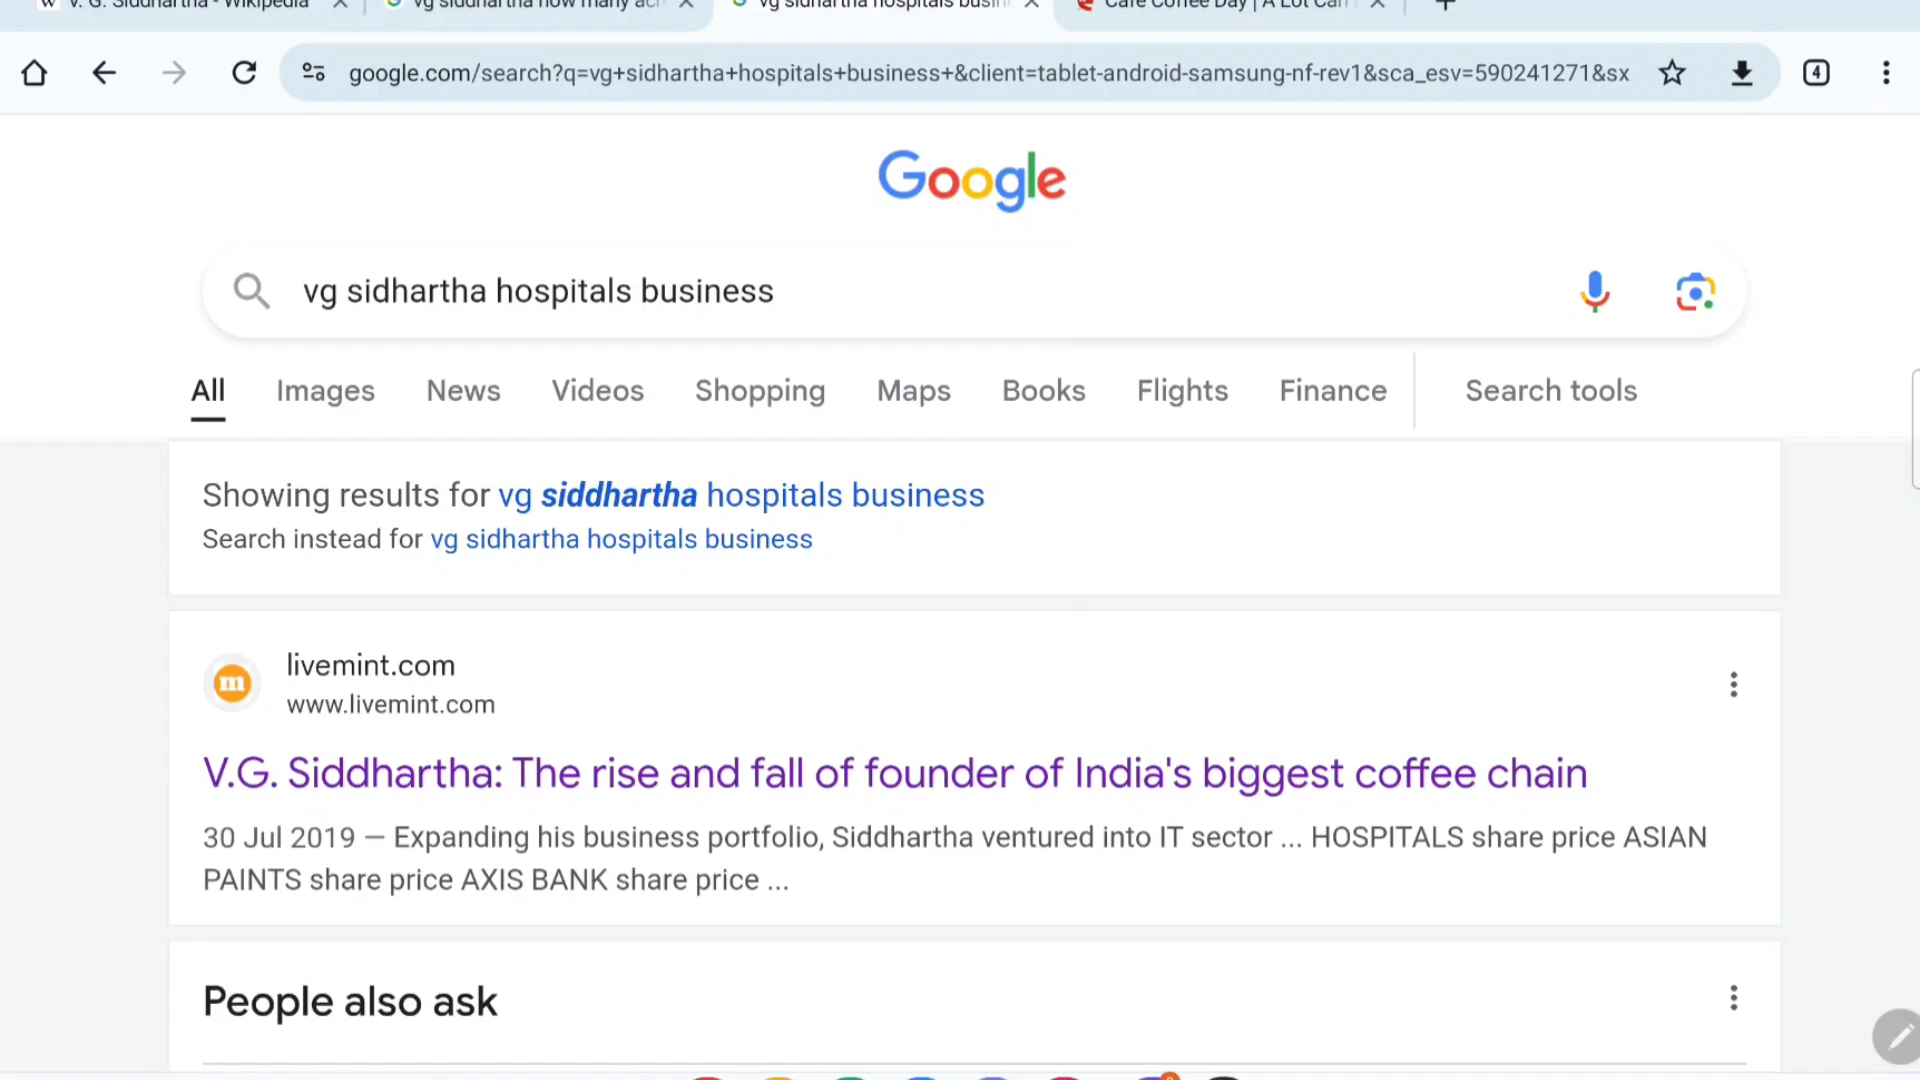 V. G. Siddhartha - Wikipedia
vg siddhartha how many acr
vg sidhartha hospitals busin
Cafe Coffee Day | A Lot Can
google.com/search?q=vg+sidhartha+hospitals+business+&client=tablet-android-samsung-nf-rev1&sca_esv=590241271&sx
4
Google
vg sidhartha hospitals business
All Images News Videos Shopping Maps Books Flights Finance Search tools
Showing results for vg siddhartha hospitals business
Search instead for vg sidhartha hospitals business
m
livemint.com
www.livemint.com
V.G. Siddhartha: The rise and fall of founder of India's biggest coffee chain
30 Jul 2019 — Expanding his business portfolio, Siddhartha ventured into IT sector ... HOSPITALS share price ASIAN
PAINTS share price AXIS BANK share price ...
People also ask